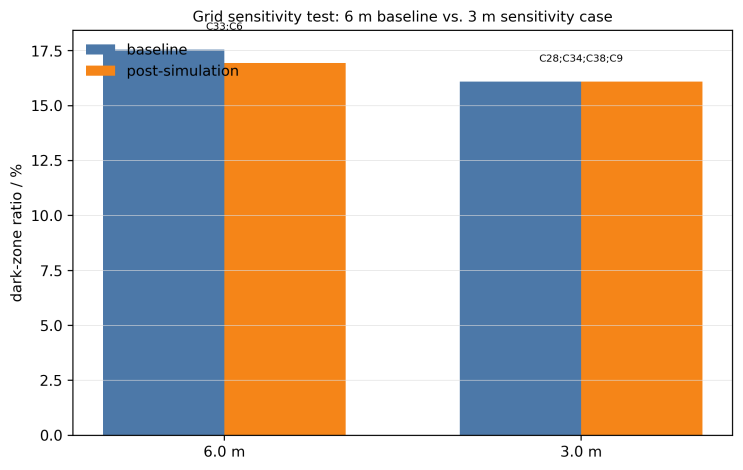 Grid sensitivity test: 6 m baseline vs. 3 m sensitivity case
C33;C6
baseline
post-simulation
C28;C34;C38;C9
dark-zone ratio / %
17.5
15.0
12.5
10.0
7.5
5.0
2.5
0.0
6.0 m
3.0 m